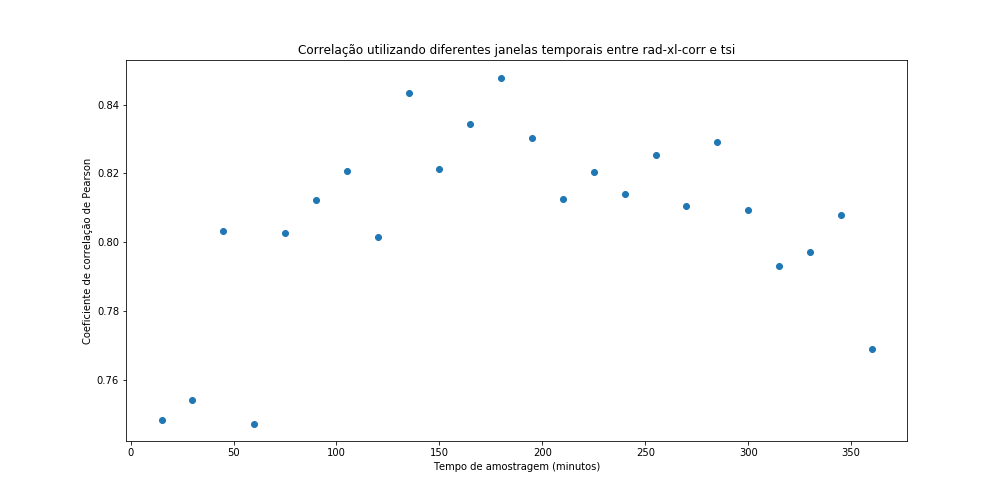 Correlação utilizando diferentes janelas temporais entre rad-xl-corr e tsi
Coeficiente de correlação de Pearson
0.84
0.82
0.80
0.78
0.76
0 50 100 150 200 250 300 350
Tempo de amostragem (minutos)